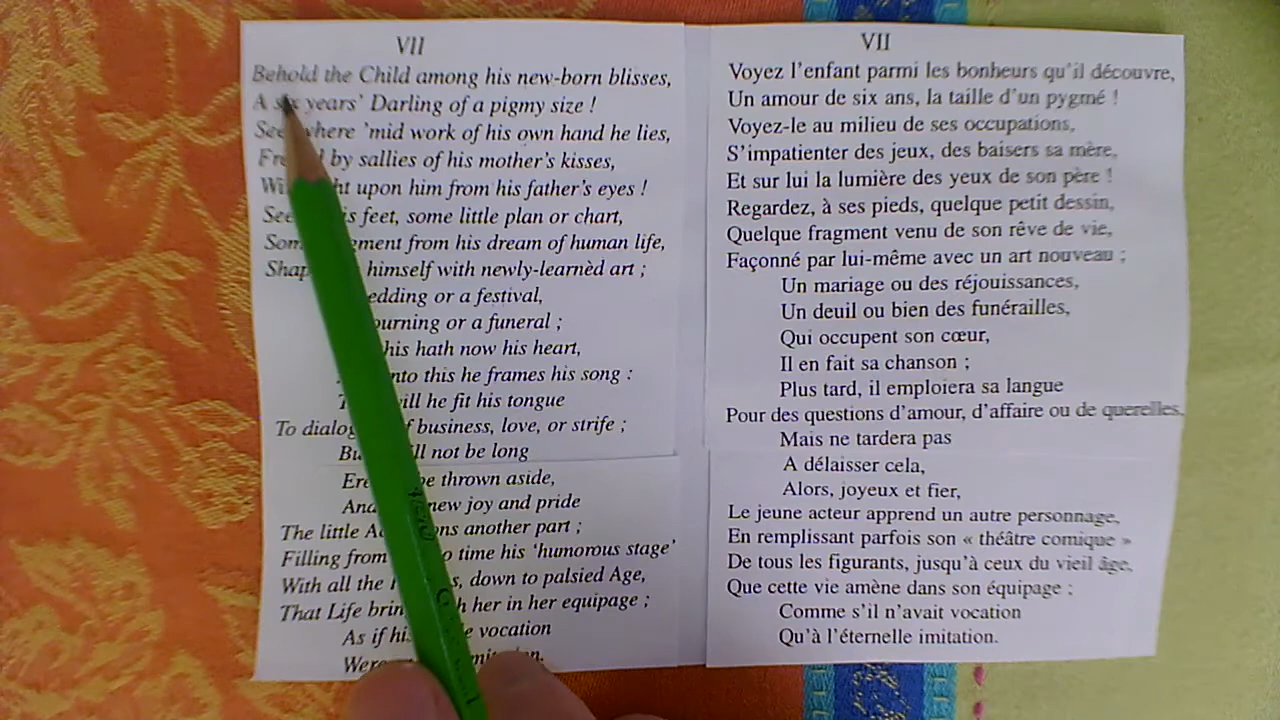 VII
Behold the Child among his new-born blisses,
A six years' Darling of a pigmy size !
See where 'mid work of his own hand he lies,
by sallies of his mother's kisses,
upon him from his father's eyes !
feet, some little plan or chart,
from his dream of human life,
himself with newly-learnèd art ;
or a festival,
or a funeral ;
hath now his heart,
this he frames his song :
he fit his tongue
To business, love, or strife ;
not be long
thrown aside,
new joy and pride
The little another part ;
Filling from time his 'humorous stage'
With all the down to palsied Age,
That Life her in her equipage ;
As if vocation

VII
Voyez l'enfant parmi les bonheurs qu'il découvre,
Un amour de six ans, la taille d'un pygmé !
Voyez-le au milieu de ses occupations,
S'impatienter des jeux, des baisers sa mère,
Et sur lui la lumière des yeux de son père !
Regardez, à ses pieds, quelque petit dessin,
Quelque fragment venu de son rêve de vie,
Façonné par lui-même avec un art nouveau ;
Un mariage ou des réjouissances,
Un deuil ou bien des funérailles,
Qui occupent son cœur,
Il en fait sa chanson ;
Plus tard, il emploiera sa langue
Pour des questions d'amour, d'affaire ou de querelles,
Mais ne tardera pas
A délaisser cela,
Alors, joyeux et fier,
Le jeune acteur apprend un autre personnage,
En remplissant parfois son « théâtre comique »
De tous les figurants, jusqu'à ceux du vieil âge,
Que cette vie amène dans son équipage ;
Comme s'il n'avait vocation
Qu'à l'éternelle imitation.